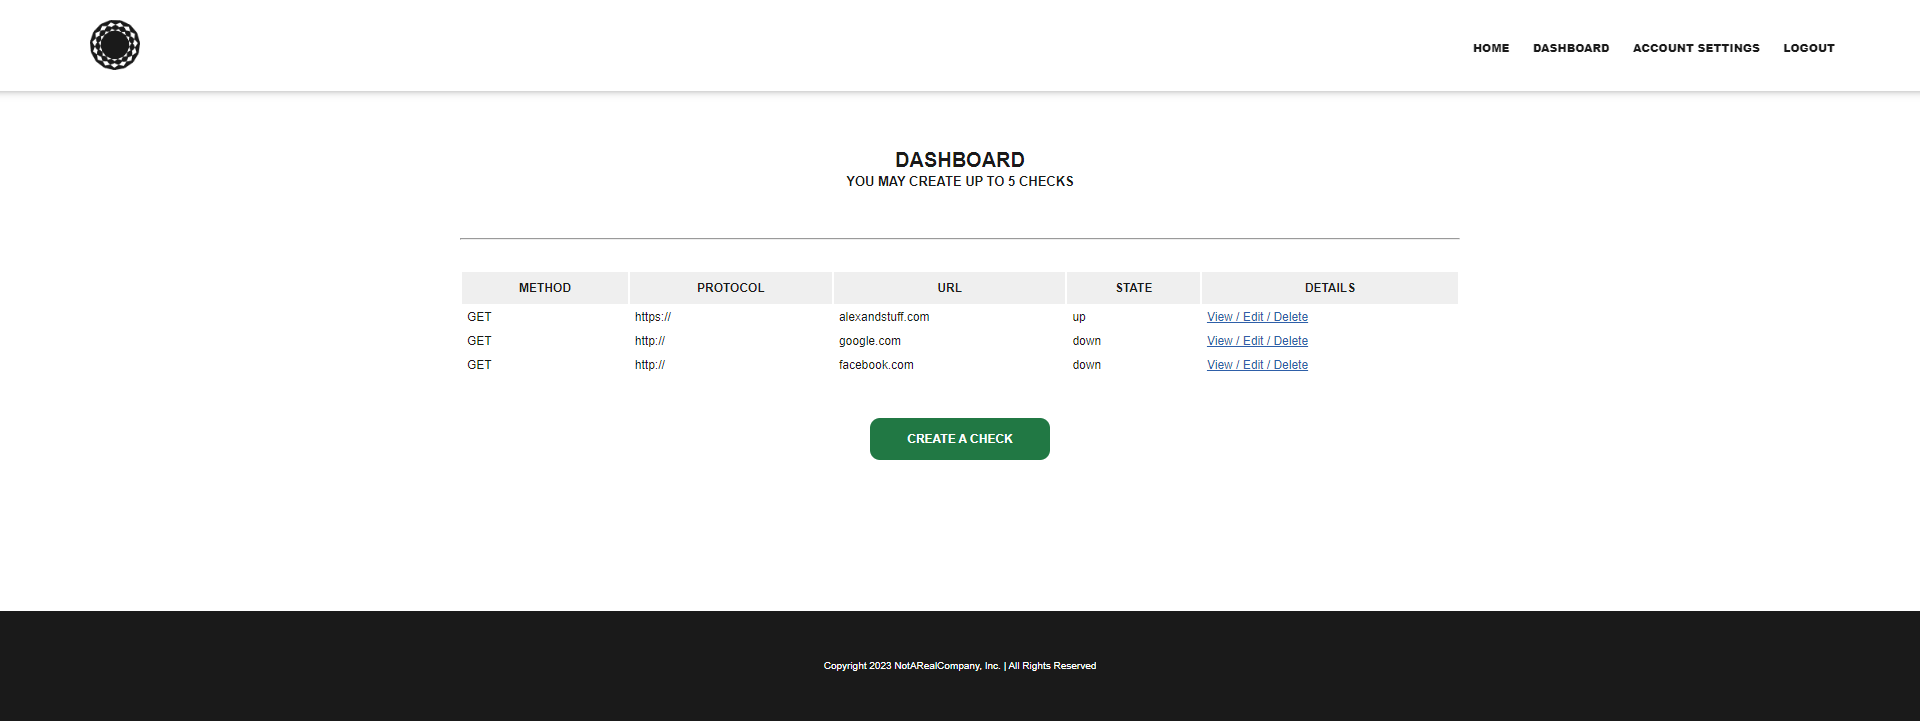 HOME DASHBOARD ACCOUNT SETTINGS LOGOUT
DASHBOARD
YOU MAY CREATE UP TO 5 CHECKS
METHOD PROTOCOL URL STATE DETAILS
GET https:// alexandstuff.com up View / Edit / Delete
GET http:// google.com down View / Edit / Delete
GET http:// facebook.com down View / Edit / Delete
CREATE A CHECK
Copyright 2023 NotARealCompany, Inc. | All Rights Reserved